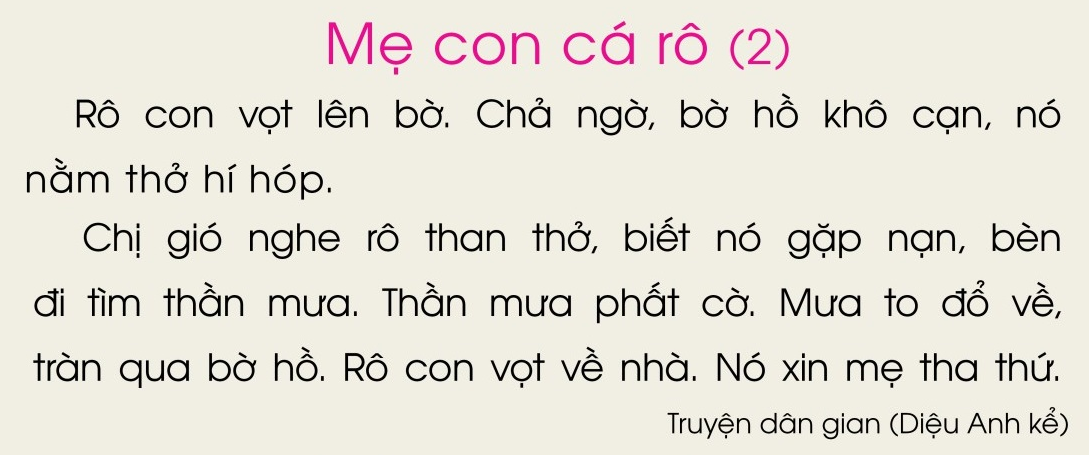 Mẹ con cá rô (2)
Rô con vọt lên bờ. Chả ngờ, bờ hồ khô cạn, nó
nằm thở hí hóp.
Chị gió nghe rô than thở, biết nó gặp nạn, bèn
đi tìm thần mưa. Thần mưa phất cờ. Mưa to đổ về,
tràn qua bờ hồ. Rô con vọt về nhà. Nó xin mẹ tha thứ.
Truyện dân gian (Diệu Anh kể)